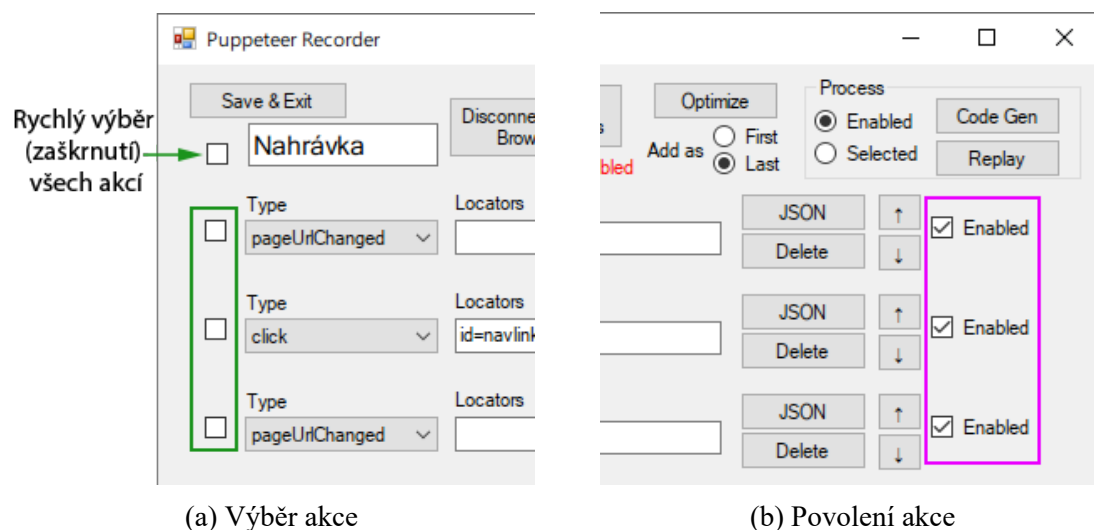 Puppeteer Recorder
Rychlý výběr
(zaškrnutí)
všech akcí
Save & Exit
Nahrávka
Disconne
Brow
Type
Locators
pageUrlChanged
Type
Locators
click
id=navlink
Type
Locators
pageUrlChanged
(a) Výběr akce
s
bled
Optimize
Add as
First
Last
Process
Enabled
Selected
Code Gen
Replay
JSON
↑
Delete
↓
Enabled
JSON
↑
Delete
↓
Enabled
JSON
↑
Delete
↓
Enabled
(b) Povolení akce